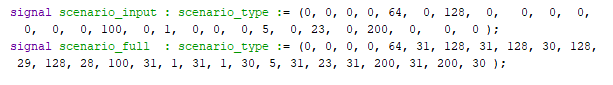 signal scenario_input : scenario_type := (0, 0, 0, 0, 64, 0, 128, 0, 0, 0, 0,
0, 0, 0, 100, 0, 1, 0, 0, 0, 5, 0, 23, 0, 200, 0, 0, 0 );
signal scenario_full : scenario_type := (0, 0, 0, 0, 64, 31, 128, 31, 128, 30, 128,
29, 128, 28, 100, 31, 1, 31, 1, 30, 5, 31, 23, 31, 200, 31, 200, 30 );